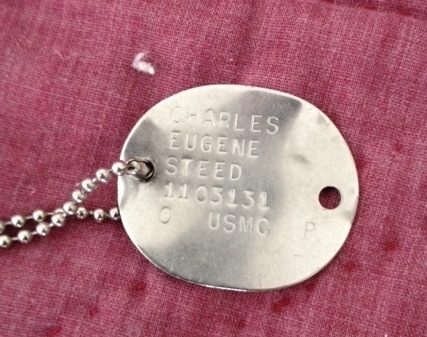 CHARLES
EUGENE
STEED
1103131
O USMC P